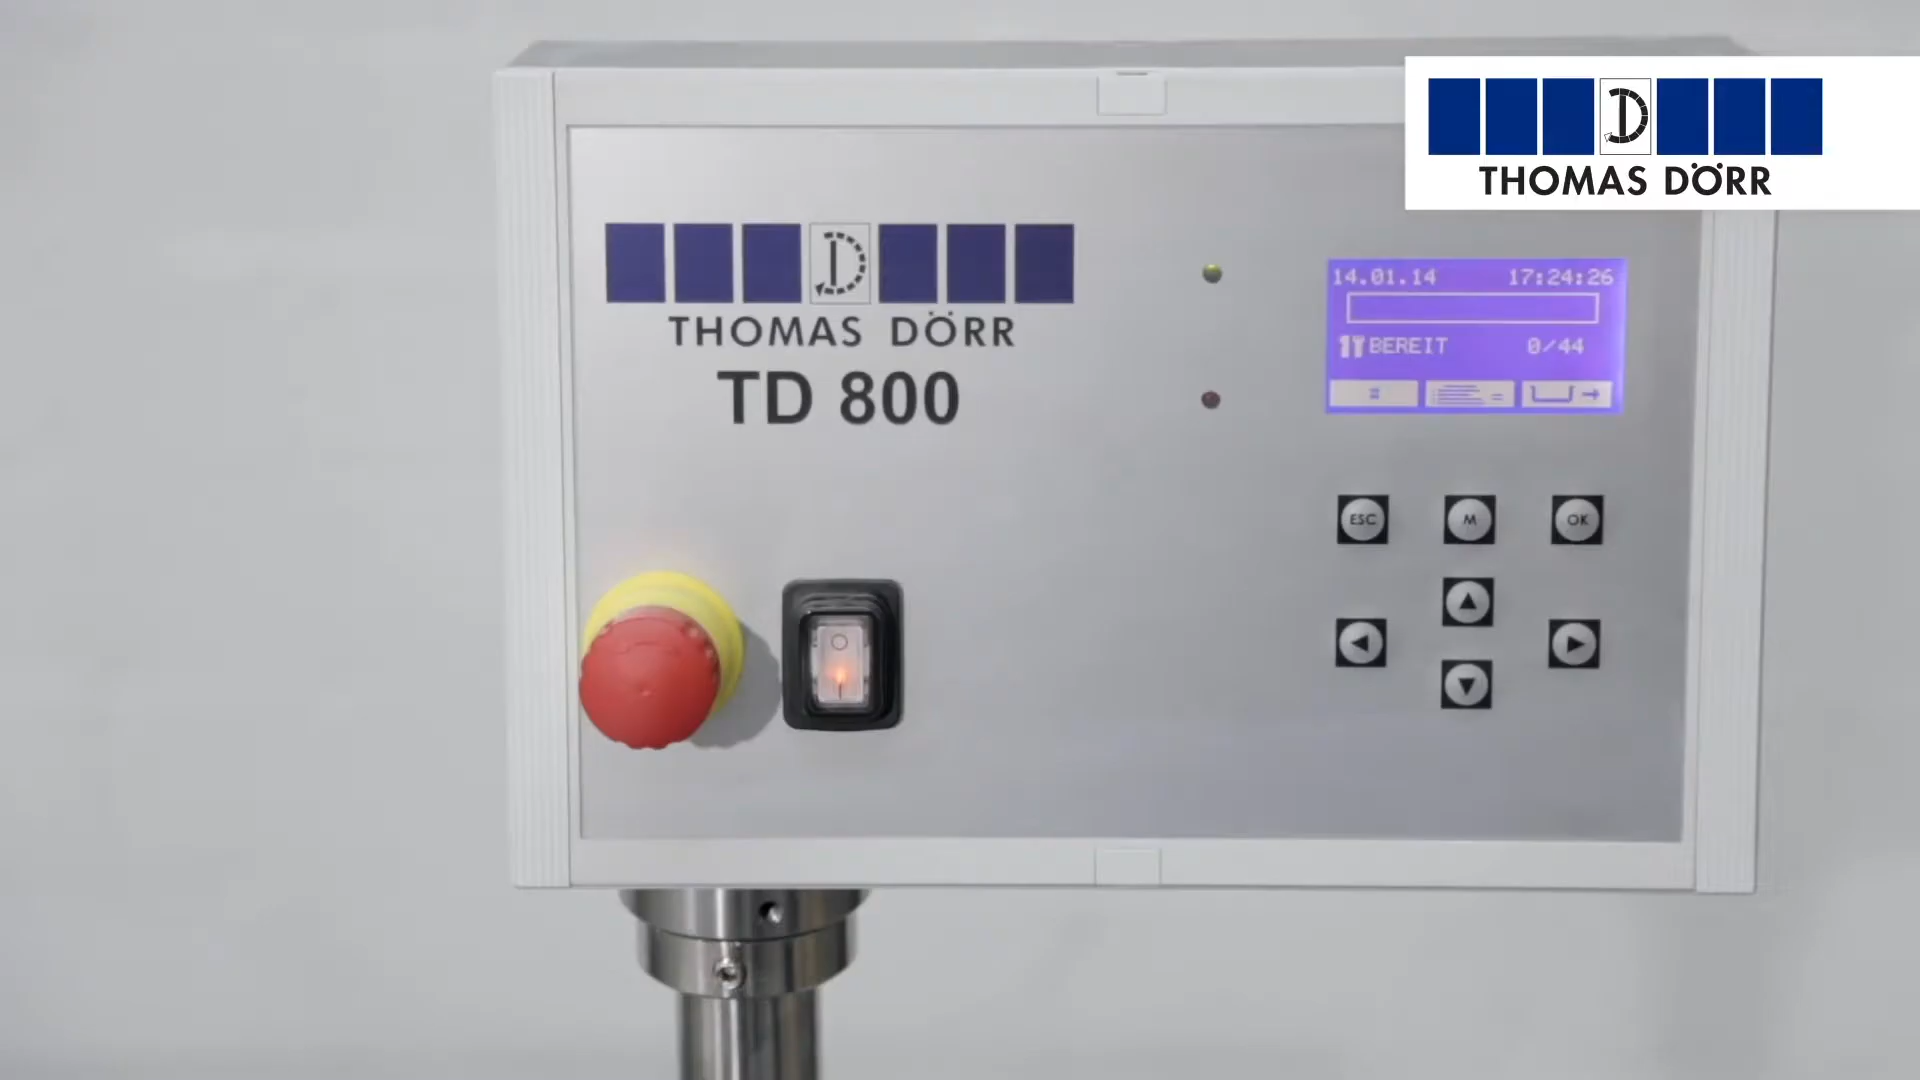 THOMAS DÖRR
D
THOMAS DÖRR
TD 800
14.01.14 17:24:26
BEREIT 0/44
ESC M OK
D